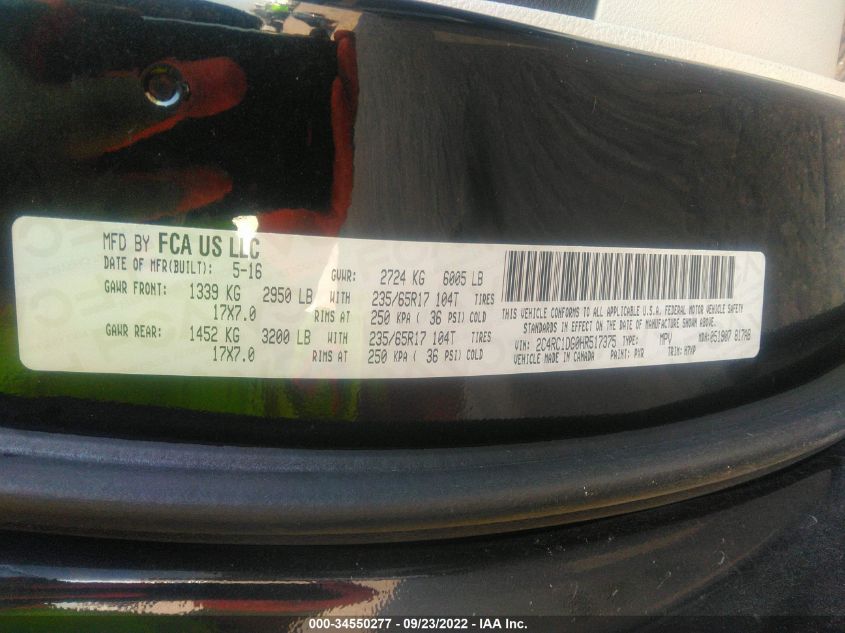 MFD BY FCA US LLC
DATE OF MFR(BUILT): 5-16 GVWR: 2724 KG 6005 LB
GAWR FRONT: 1339 KG 2950 LB WITH 235/65R17 104T TIRES
17X7.0 RIMS AT 250 KPA ( 36 PSI) COLD
GAWR REAR: 1452 KG 3200 LB WITH 235/65R17 104T TIRES
17X7.0 RIMS AT 250 KPA ( 36 PSI) COLD
THIS VEHICLE CONFORMS TO ALL APPLICABLE U.S.A. FEDERAL MOTOR VEHICLE SAFETY
STANDARDS IN EFFECT ON THE DATE OF MANUFACTURE SHOWN ABOVE.
VIN: 2C4RC1DG0HR517375 TYPE: MPV MDH: 051907 817AB
VEHICLE MADE IN CANADA PAINT: PXR TRIM: H7XP
000-34550277 - 09/23/2022 - IAA Inc.